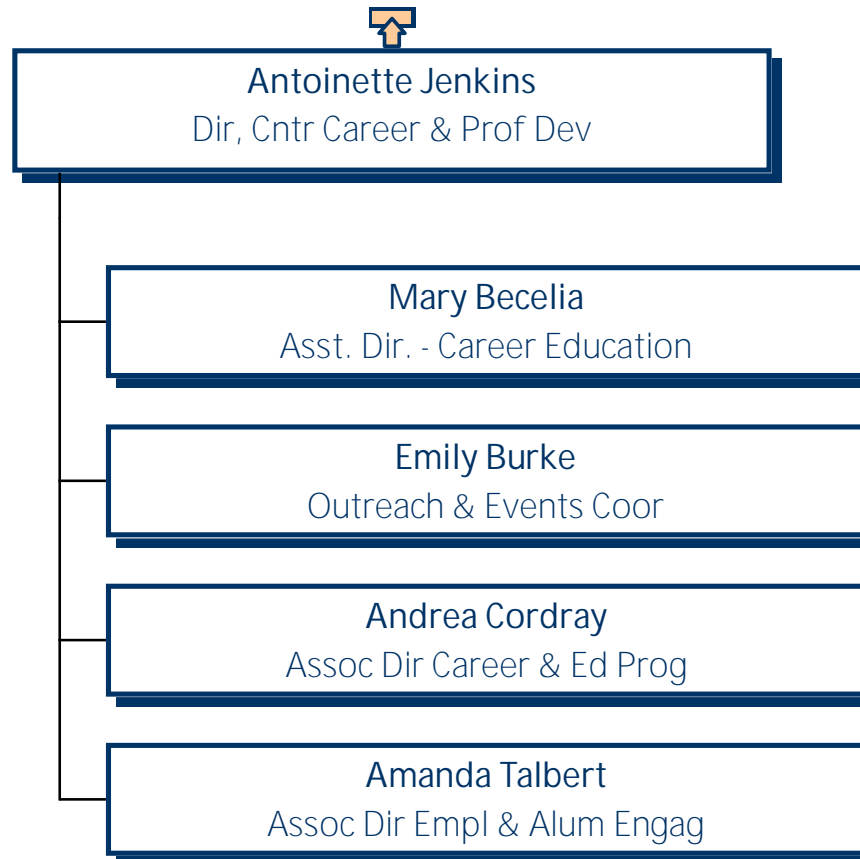 Antoinette Jenkins
Dir, Cntr Career & Prof Dev
Mary Becelia
Asst. Dir. - Career Education
Emily Burke
Outreach & Events Coor
Andrea Cordray
Assoc Dir Career & Ed Prog
Amanda Talbert
Assoc Dir Empl & Alum Engag